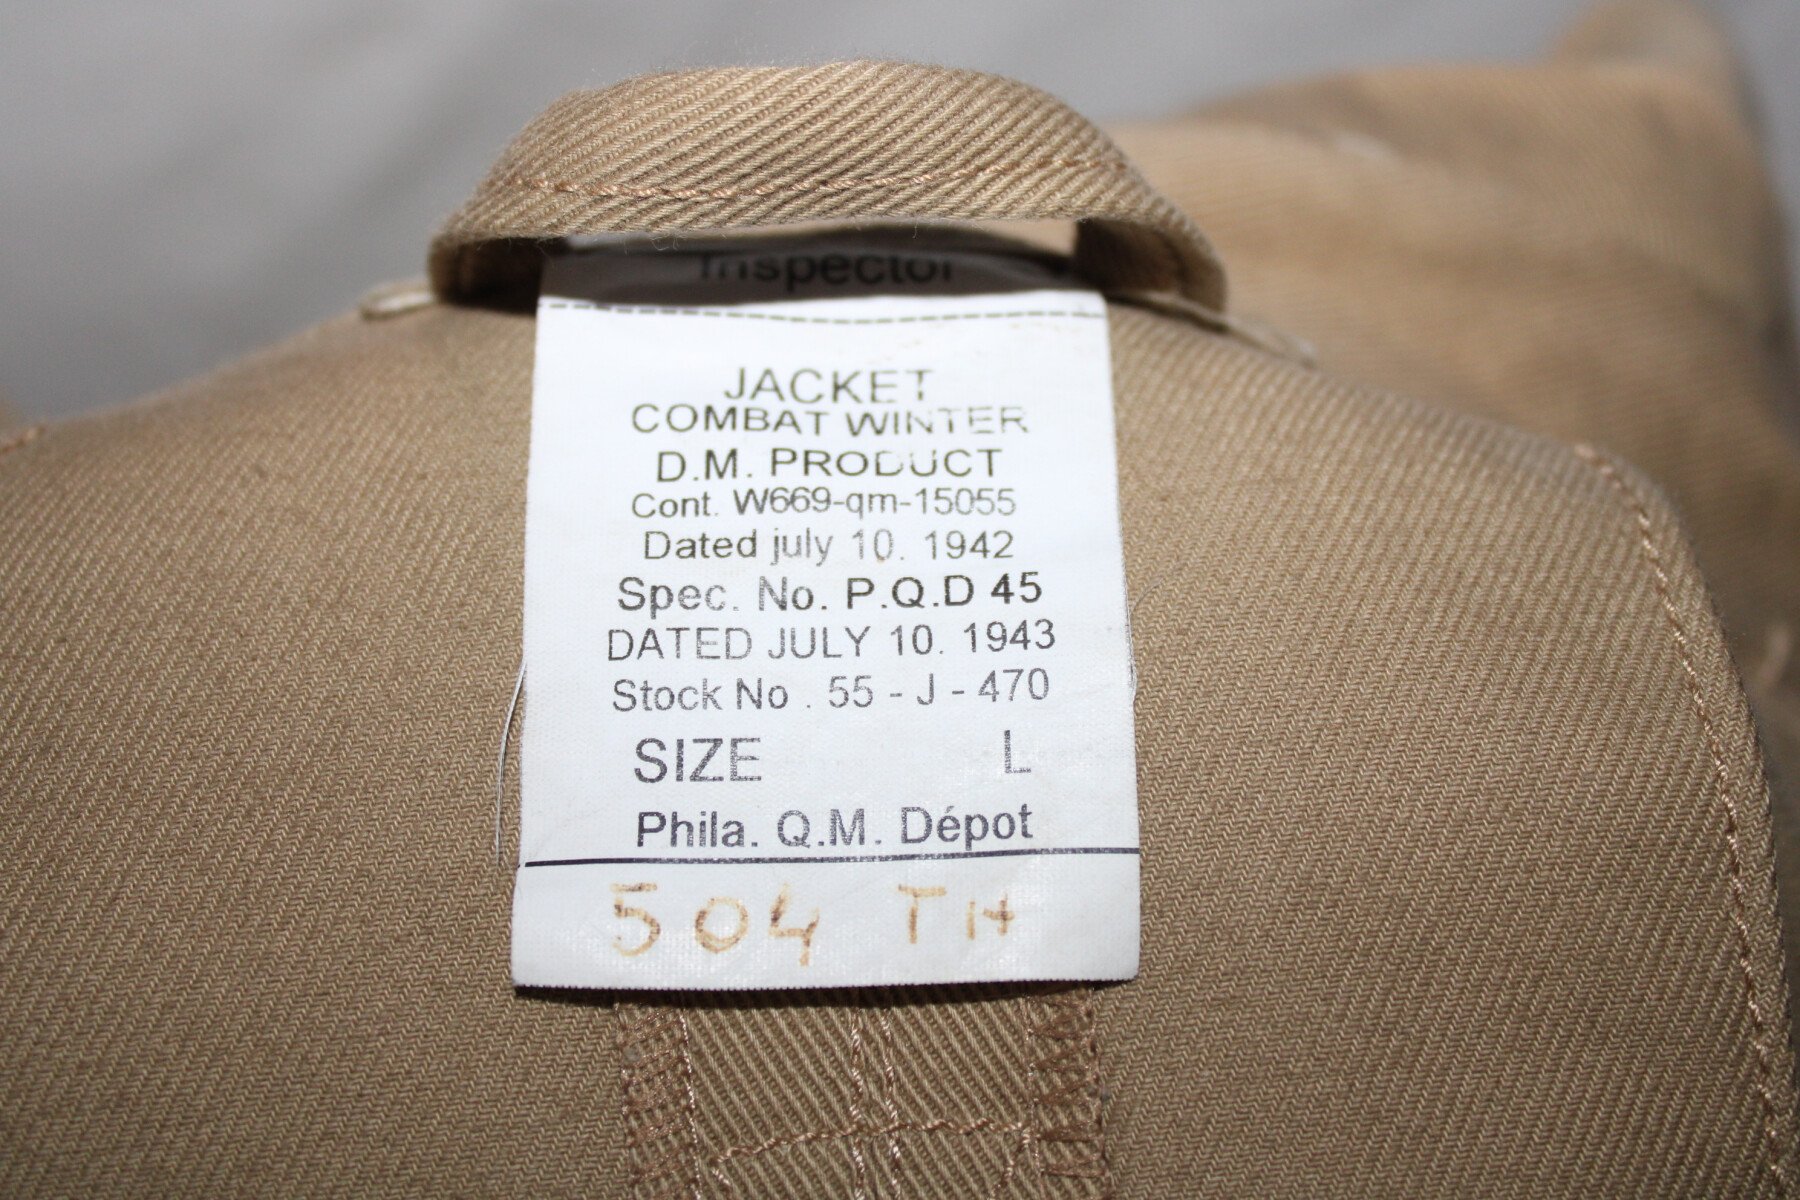 Inspector
JACKET
COMBAT WINTER
D.M. PRODUCT
Cont. W669-qm-15055
Dated july 10. 1942
Spec. No. P.Q.D 45
DATED JULY 10. 1943
Stock No . 55 - J - 470
SIZE L
Phila. Q.M. Dépot
504 TH